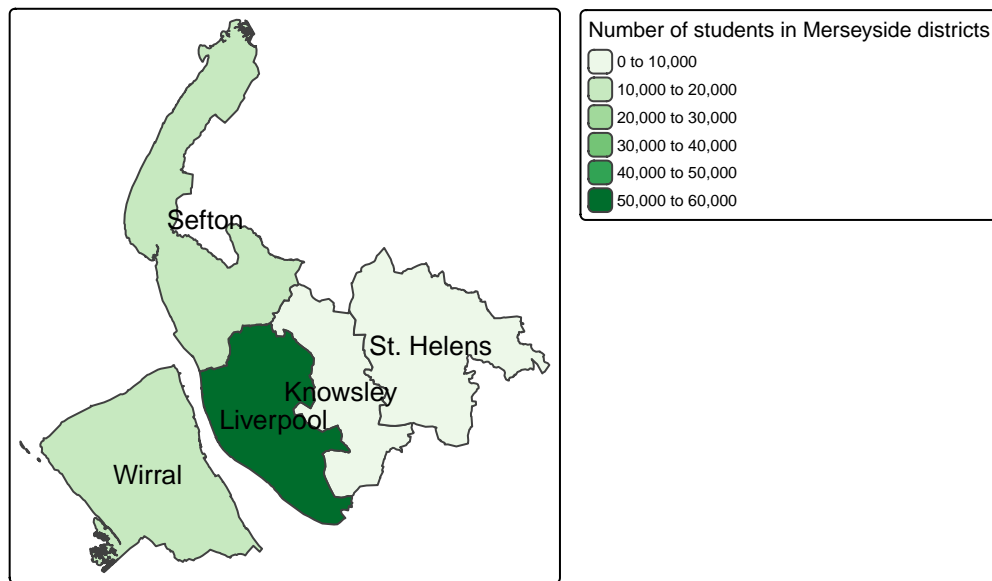 Number of students in Merseyside districts
0 to 10,000
10,000 to 20,000
20,000 to 30,000
30,000 to 40,000
40,000 to 50,000
50,000 to 60,000
Sefton
St. Helens
Knowsley
Liverpool
Wirral